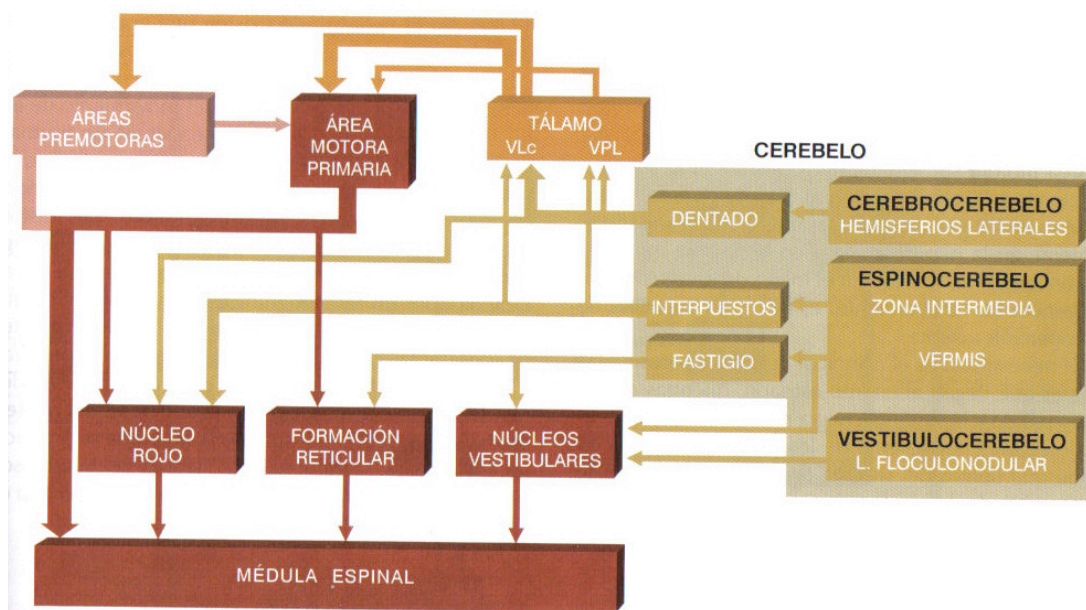 ÁREAS
PREMOTORAS
ÁREA
MOTORA
PRIMARIA
TÁLAMO
VLc VPL
CEREBELO
DENTADO
CEREBROCEREBELO
HEMISFERIOS LATERALES
INTERPUESTOS
ESPINOCEREBELO
ZONA INTERMEDIA
FASTIGIO
VERMIS
NÚCLEO
ROJO
FORMACIÓN
RETICULAR
NÚCLEOS
VESTIBULARES
VESTIBULOCEREBELO
L. FLOCULONODULAR
MÉDULA ESPINAL